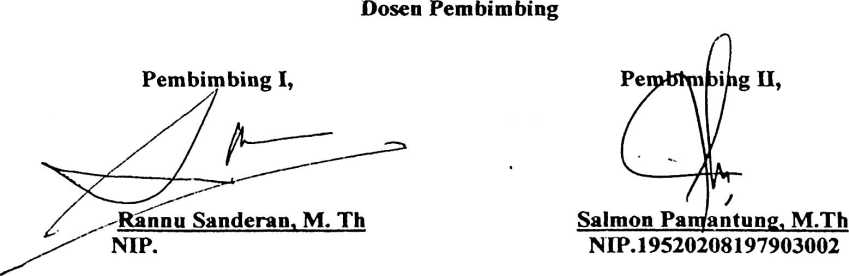 Dosen Pembimbing
Pembimbing I,
Pembimbing II,
Rannu Sanderan, M. Th
NIP.
Salmon Pamantung, M.Th
NIP.19520208197903002